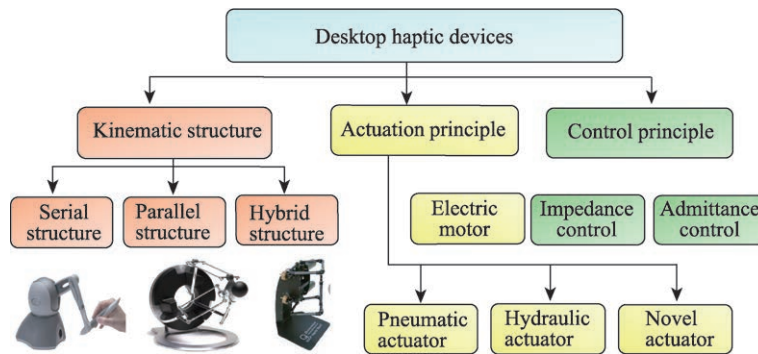 Desktop haptic devices
Kinematic structure
Actuation principle
Control principle
Serial
structure
Parallel
structure
Hybrid
structure
Electric
motor
Impedance
control
Admittance
control
Pneumatic
actuator
Hydraulic
actuator
Novel
actuator